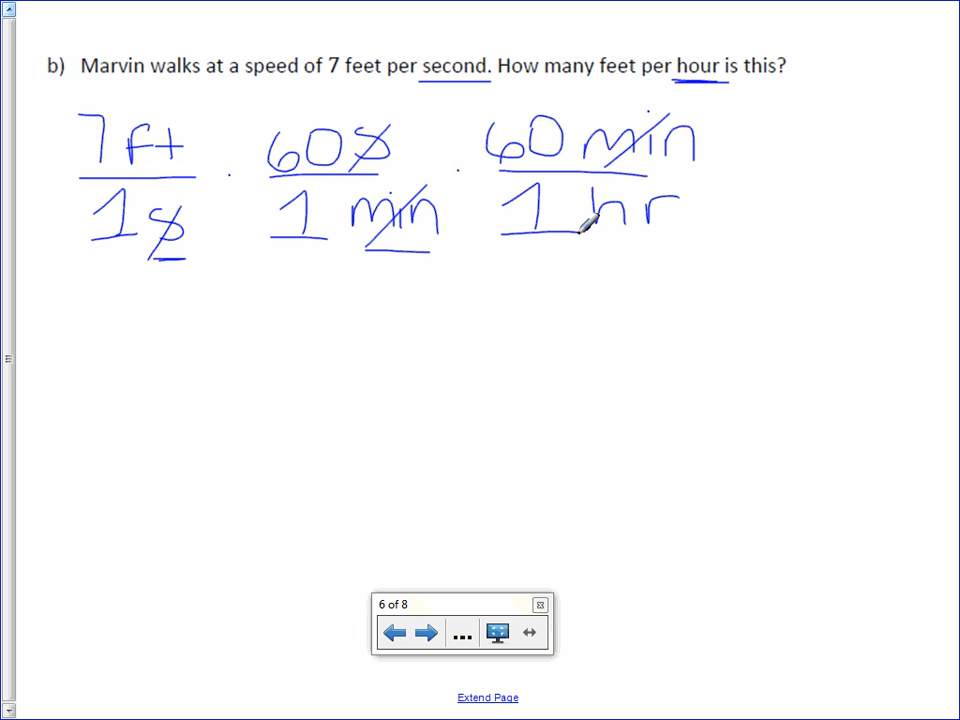 b) Marvin walks at a speed of 7 feet per second. How many feet per hour is this?
7 ft . 60 s . 60 min
1 s 1 min 1 hr
6 of 8
...
Extend Page